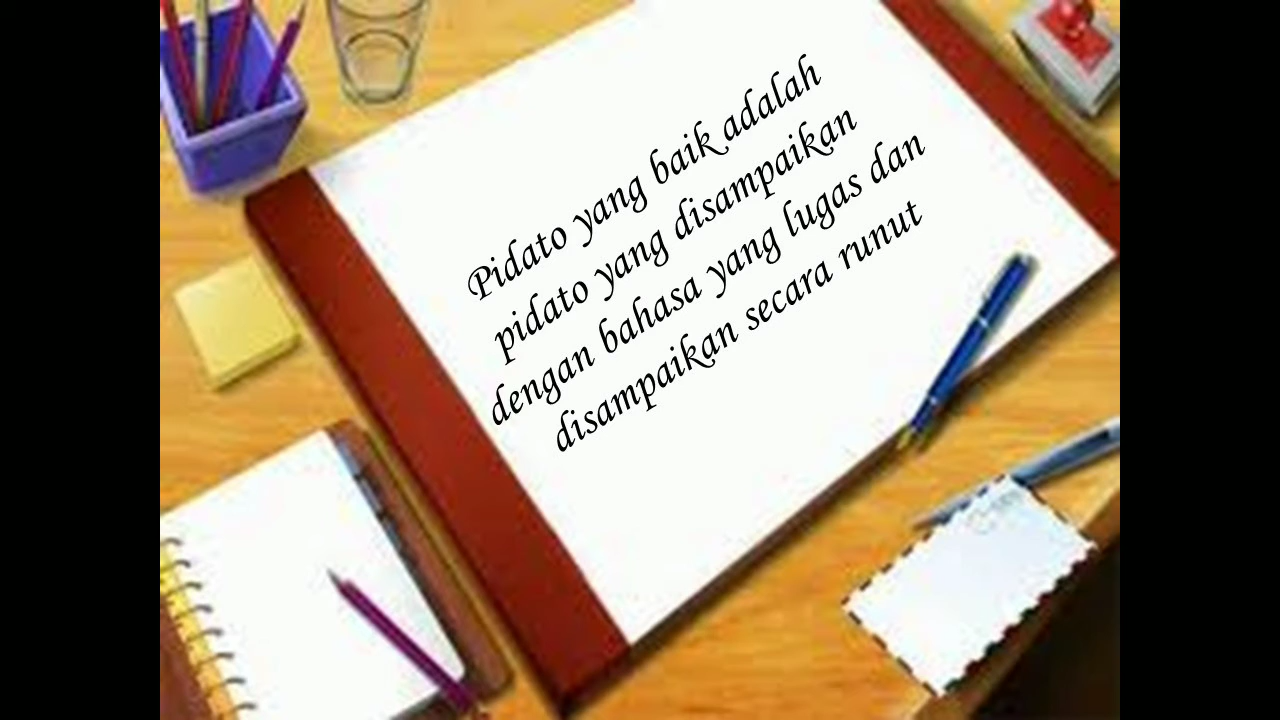 Pidato yang baik adalah
pidato yang disampaikan
dengan bahasa yang lugas dan
disampaikan secara runut